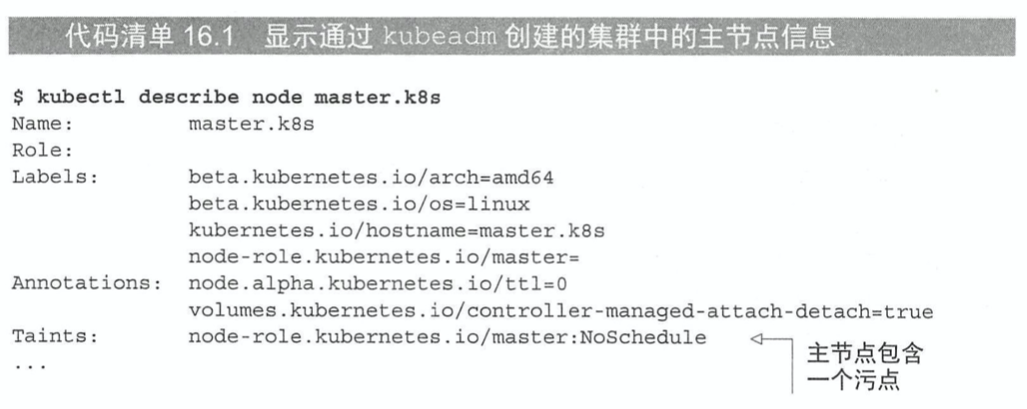 代码清单 16.1 显示通过 kubeadm 创建的集群中的主节点信息
$ kubectl describe node master.k8s
Name: master.k8s
Role:
Labels: beta.kubernetes.io/arch=amd64
beta.kubernetes.io/os=linux
kubernetes.io/hostname=master.k8s
node-role.kubernetes.io/master=
Annotations: node.alpha.kubernetes.io/ttl=0
volumes.kubernetes.io/controller-managed-attach-detach=true
Taints: node-role.kubernetes.io/master:NoSchedule
...
主节点包含
一个污点